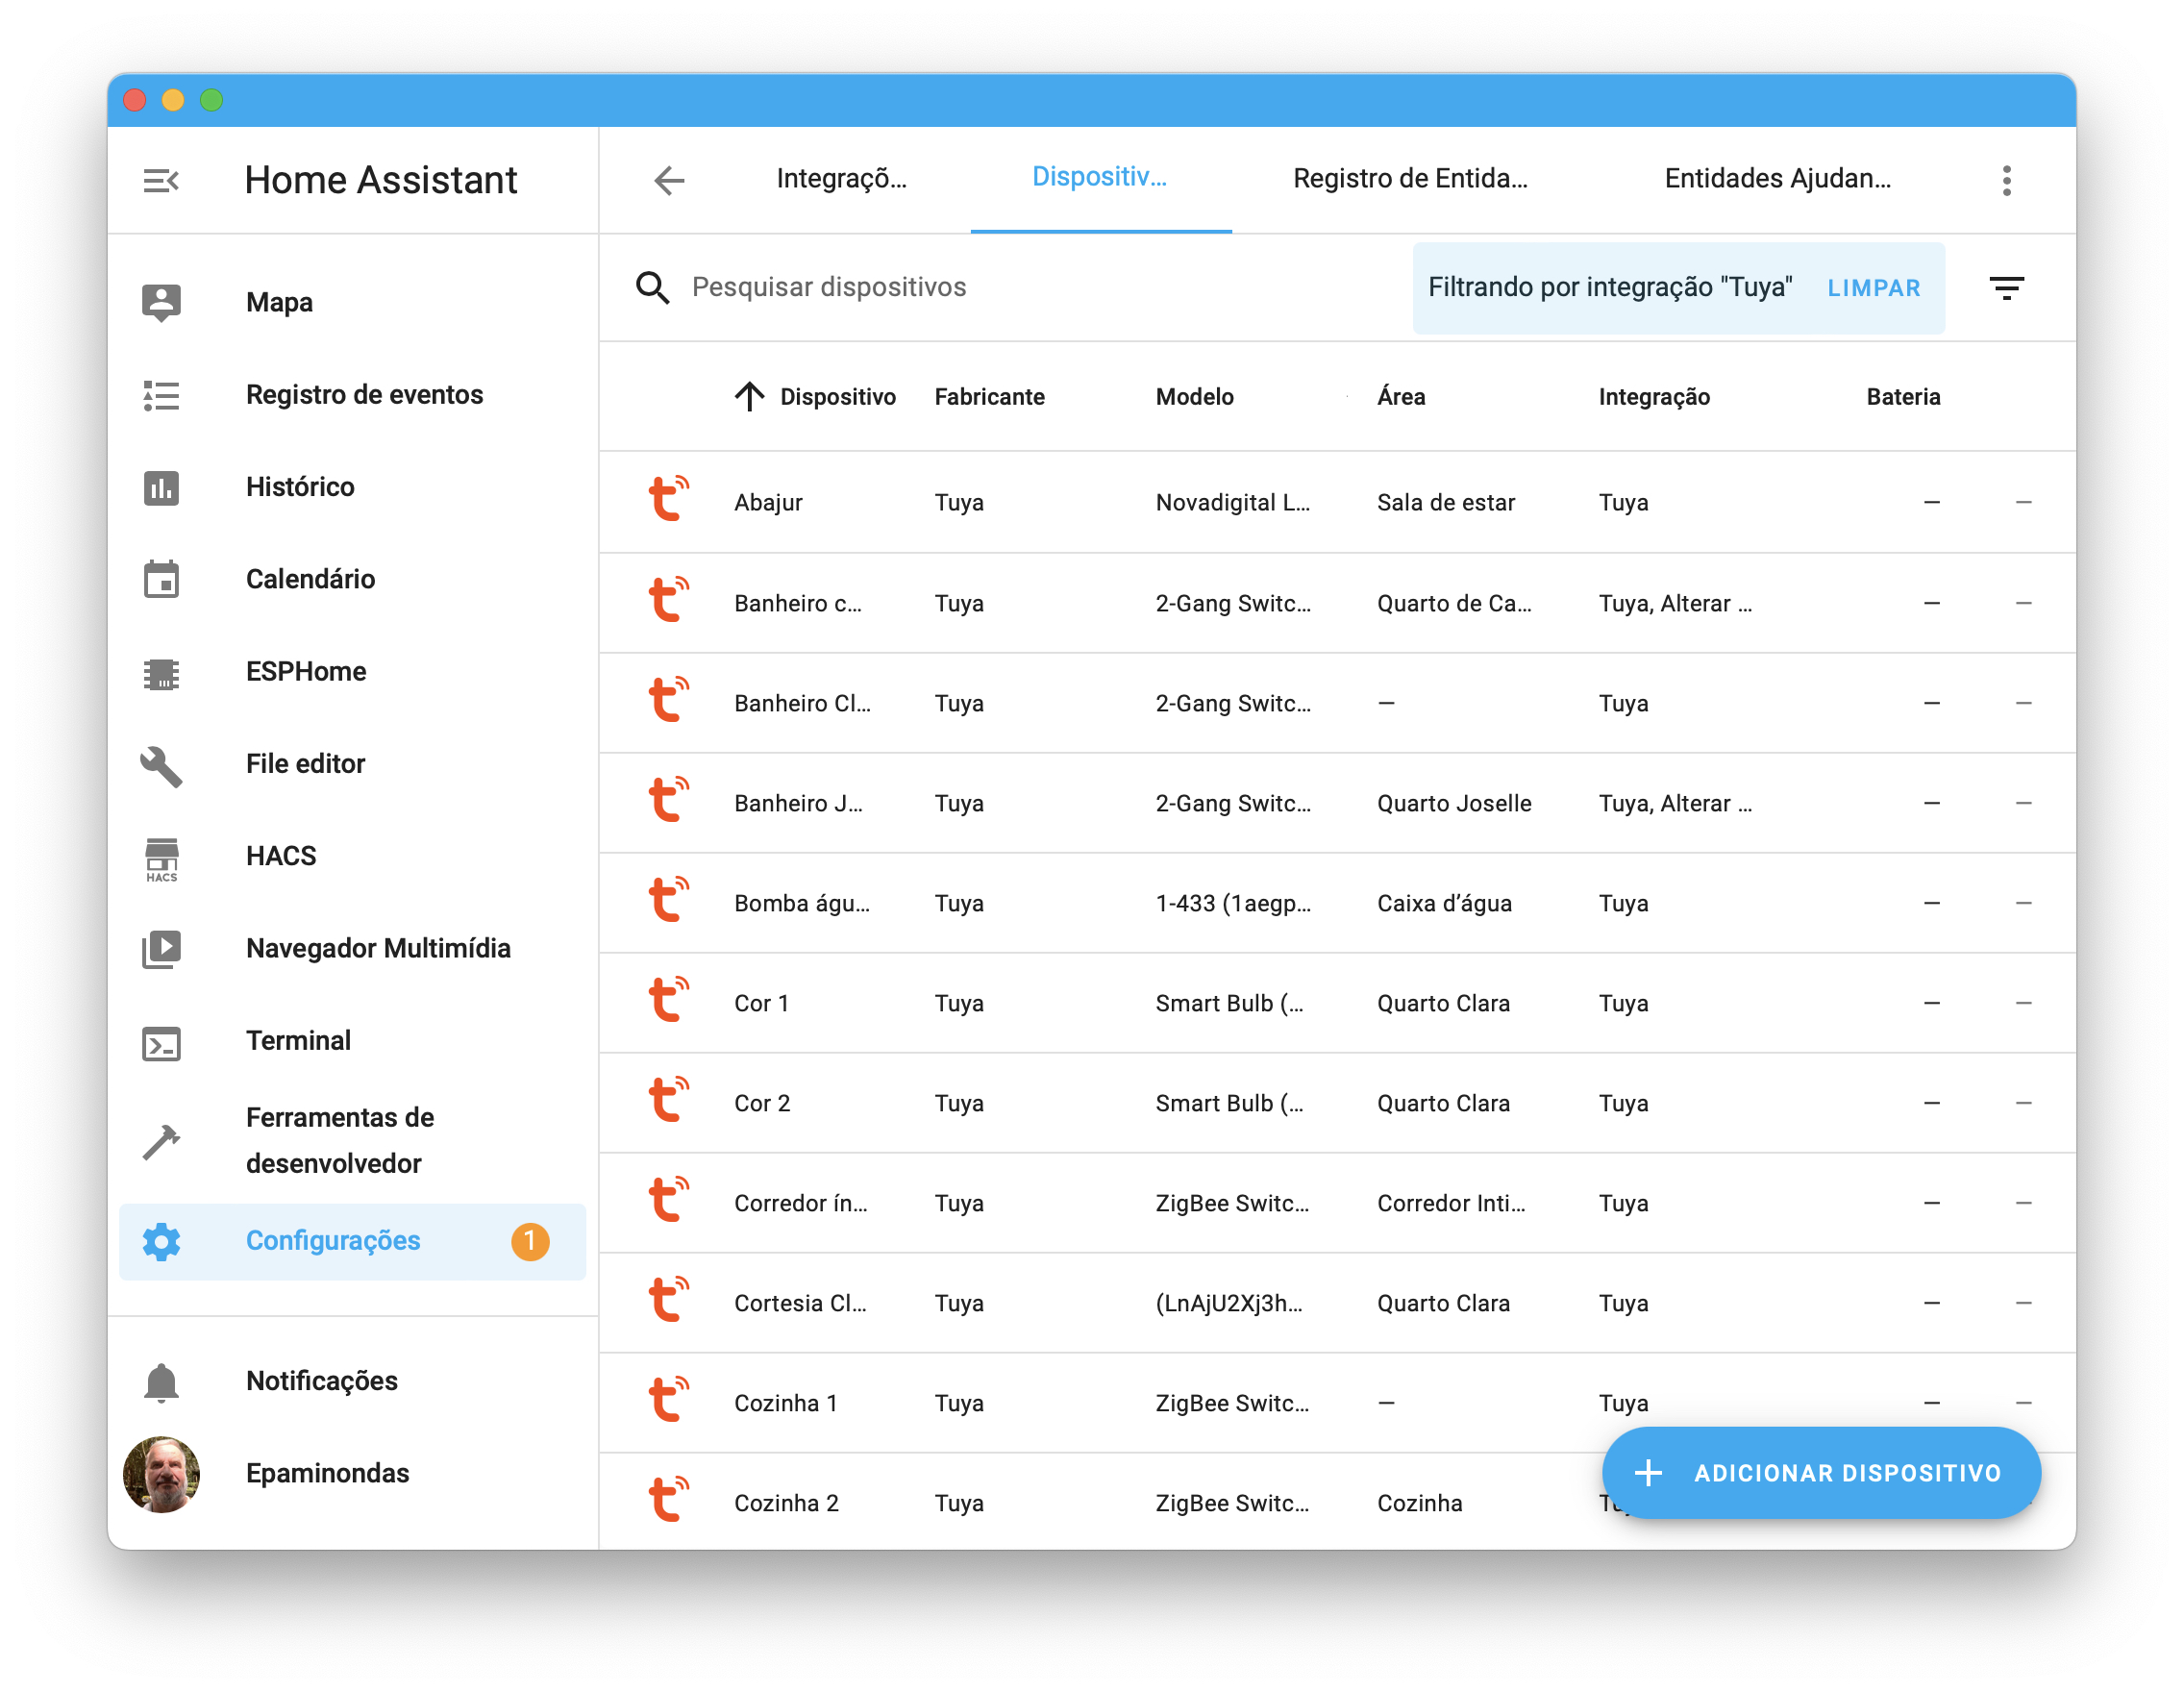 Home Assistant
Integraçõ…
Dispositiv…
Registro de Entida…
Entidades Ajudan…
Mapa
Registro de eventos
Histórico
Calendário
ESPHome
File editor
HACS
HACS
Navegador Multimídia
Terminal
Ferramentas de
desenvolvedor
Configurações 1
Notificações
Epaminondas
Pesquisar dispositivos
Filtrando por integração "Tuya" LIMPAR
Dispositivo Fabricante Modelo Área Integração Bateria
Abajur Tuya Novadigital L… Sala de estar Tuya — —
Banheiro c… Tuya 2-Gang Switc… Quarto de Ca… Tuya, Alterar … — —
Banheiro Cl… Tuya 2-Gang Switc… — Tuya — —
Banheiro J… Tuya 2-Gang Switc… Quarto Joselle Tuya, Alterar … — —
Bomba águ… Tuya 1-433 (1aegp… Caixa d’água Tuya — —
Cor 1 Tuya Smart Bulb (… Quarto Clara Tuya — —
Cor 2 Tuya Smart Bulb (… Quarto Clara Tuya — —
Corredor ín… Tuya ZigBee Switc… Corredor Inti… Tuya — —
Cortesia Cl… Tuya (LnAjU2Xj3h… Quarto Clara Tuya — —
Cozinha 1 Tuya ZigBee Switc… — Tuya — —
Cozinha 2 Tuya ZigBee Switc… Cozinha
ADICIONAR DISPOSITIVO